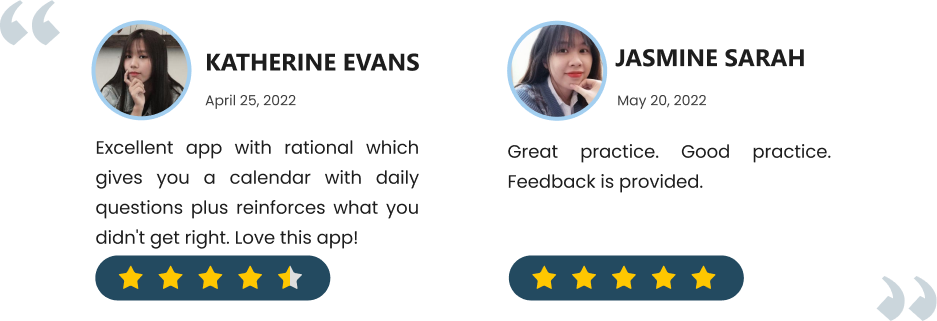 KATHERINE EVANS
April 25, 2022
Excellent app with rational which
gives you a calendar with daily
questions plus reinforces what you
didn't get right. Love this app!
JASMINE SARAH
May 20, 2022
Great practice. Good practice.
Feedback is provided.